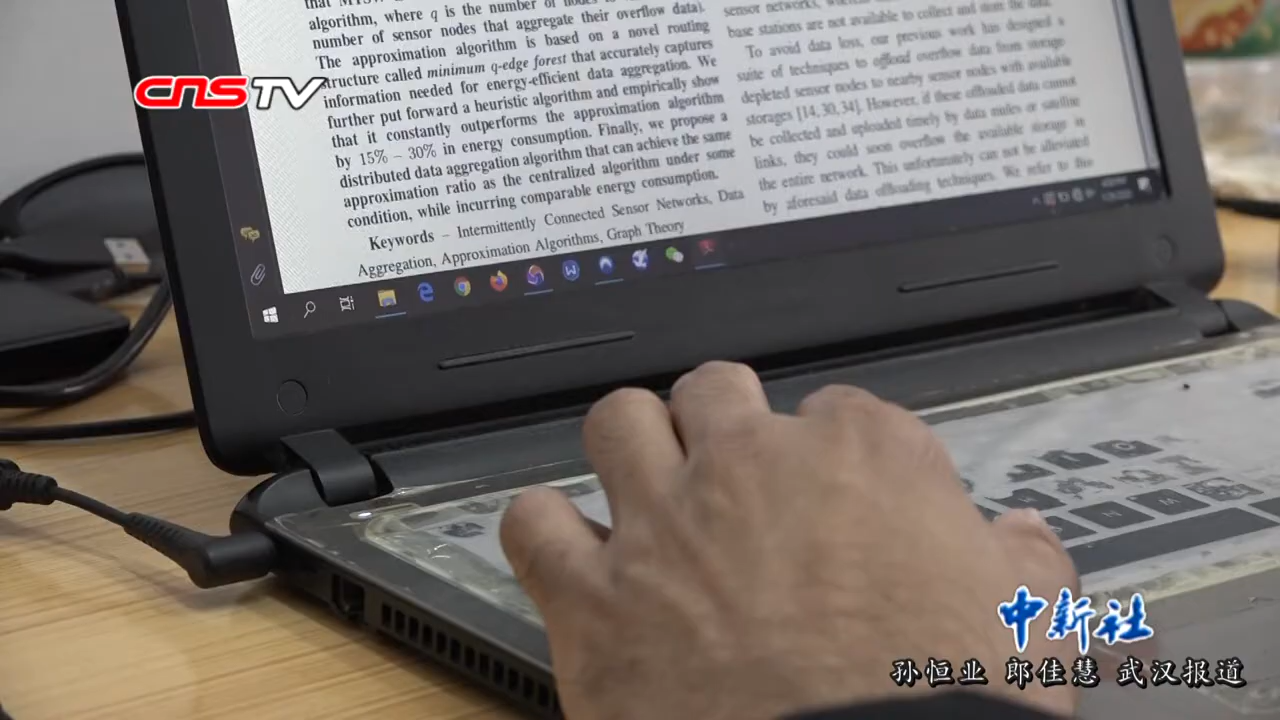 algorithm, where q is the number of nodes is
number of sensor nodes that aggregate their overflow data).
The approximation algorithm is based on a novel routing
structure called minimum q-edge forest that accurately captures
information needed for energy-efficient data aggregation. We
further put forward a heuristic algorithm and empirically show
that it constantly outperforms the approximation algorithm
by 15% – 30% in energy consumption. Finally, we propose a
distributed data aggregation algorithm that can achieve the same
approximation ratio as the centralized algorithm under some
condition, while incurring comparable energy consumption.
Keywords – Intermittently Connected Sensor Networks, Data
Aggregation, Approximation Algorithms, Graph Theory
sensor networks,
base stations are not available to collect and store the data.
To avoid data loss, our previous work has designed a
suite of techniques to offload overflow data from storage-
depleted sensor nodes to nearby sensor nodes with available
storages [14, 30, 34]. However, if these offloaded data cannot
be collected and uploaded timely by data mules or satellite
links, they could soon overflow the available storage in
the entire network. This unfortunately can not be alleviated
by aforesaid data offloading techniques. We refer to this
CNSTV
N M
中新社
孙恒业 郎佳慧 武汉报道